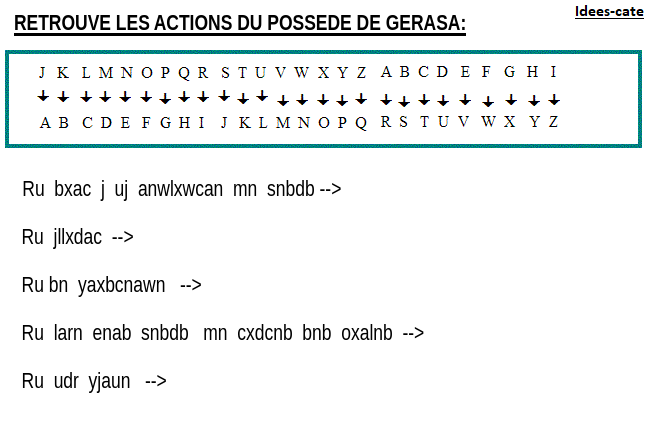 Idees-cate
RETROUVE LES ACTIONS DU POSSEDE DE GERASA:
J K L M N O P Q R S T U V W X Y Z A B C D E F G H I
A B C D E F G H I J K L M N O P Q R S T U V W X Y Z
Ru bxac j uj anwlxwcan mn snbdb -->
Ru jllxdac -->
Ru bn yaxbcnawn -->
Ru larn enab snbdb mn cxdcnb bnb oxalnb -->
Ru udr yjaun -->